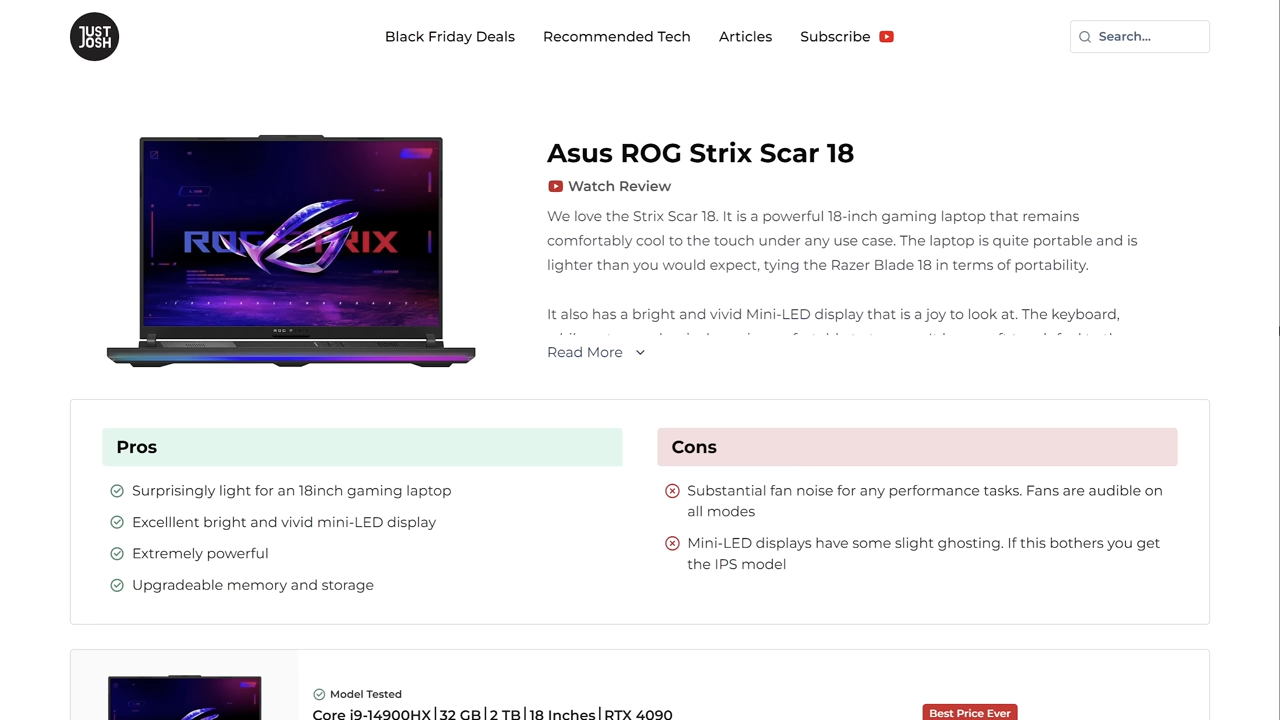 JUST
JOSH
Black Friday Deals
Recommended Tech
Articles
Subscribe
Search...
ROG STRIX
Asus ROG Strix Scar 18
Watch Review
We love the Strix Scar 18. It is a powerful 18-inch gaming laptop that remains
comfortably cool to the touch under any use case. The laptop is quite portable and is
lighter than you would expect, tying the Razer Blade 18 in terms of portability.
It also has a bright and vivid Mini-LED display that is a joy to look at. The keyboard,
Read More
Pros
Surprisingly light for an 18inch gaming laptop
Excelllent bright and vivid mini-LED display
Extremely powerful
Upgradeable memory and storage
Cons
Substantial fan noise for any performance tasks. Fans are audible on
all modes
Mini-LED displays have some slight ghosting. If this bothers you get
the IPS model
Model Tested
Core i9-14900HX | 32 GB | 2 TB | 18 Inches | RTX 4090
Best Price Ever